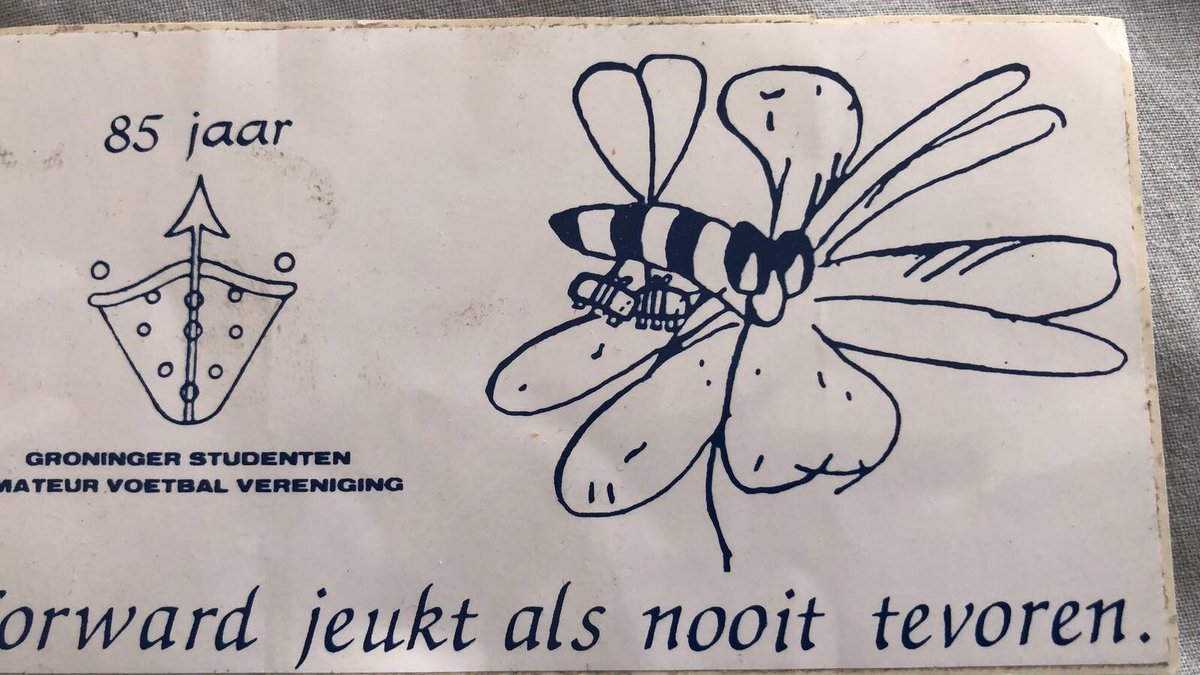 85 jaar
GRONINGER STUDENTEN
MATEUR VOETBAL VERENIGING
orward jeukt als nooit tevoren.